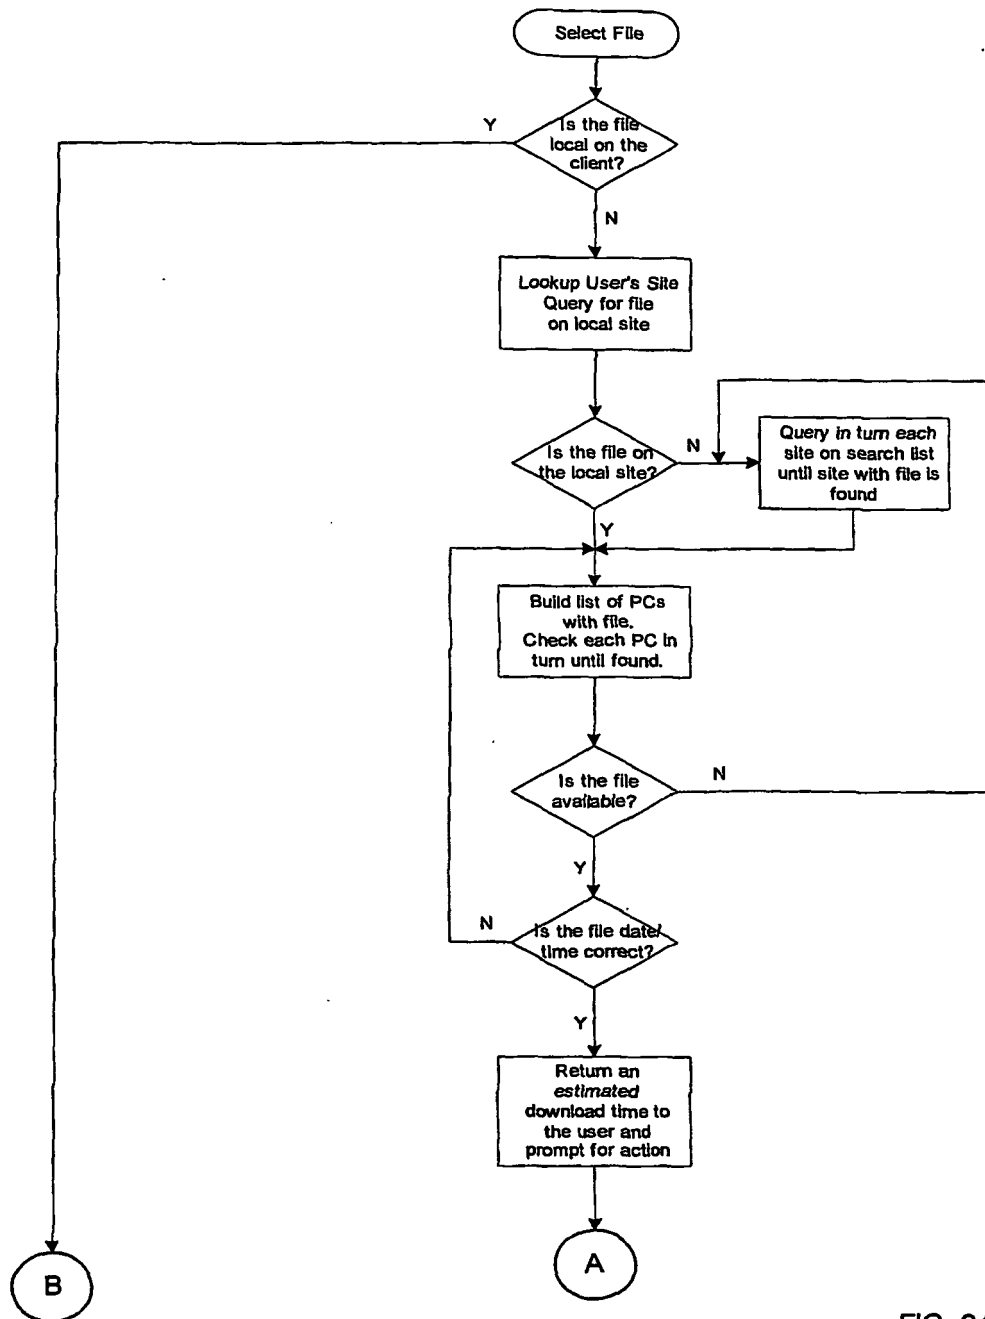 Select File
Y
Is the file
local on the
client?
N
Lookup User's Site
Query for file
on local site
Is the file on
the local site?
N
Query in turn each
site on search list
until site with file is
found
Y
Build list of PCs
with file.
Check each PC in
turn until found.
Is the file
available?
N
Y
Is the file date/
time correct?
N
Y
Return an
estimated
download time to
the user and
prompt for action
B
A
FIG.